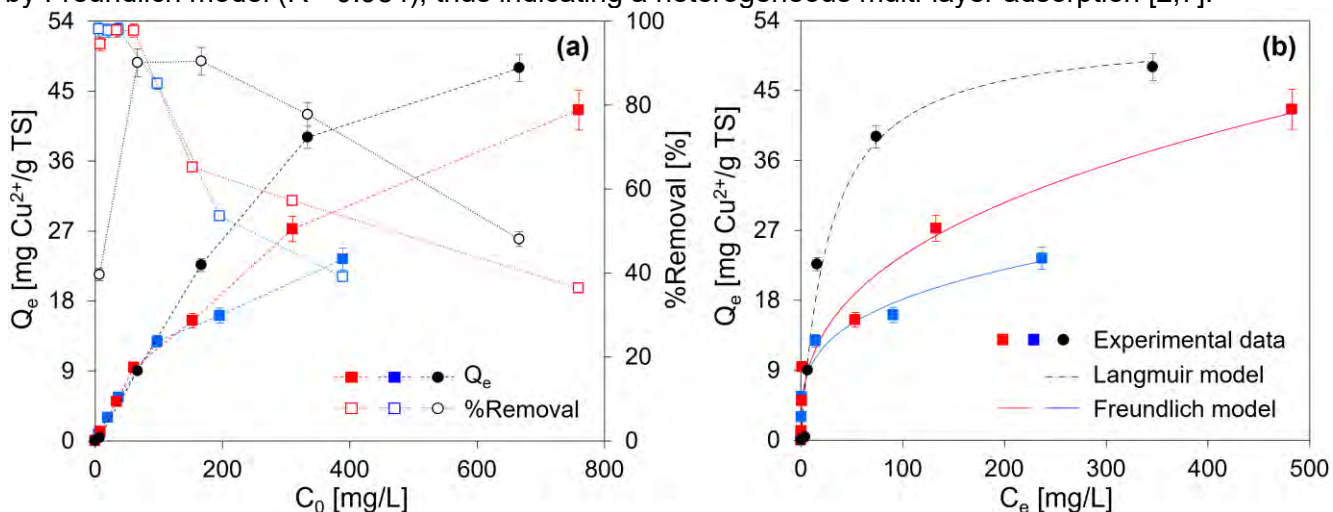 by Freundlich model (R² 0.984), thus indicating a heterogeneous multi-layer adsorption [2,7].
54
45
36
27
18
9
0
Qe [mg Cu²⁺/g TS]
(a)
100
80
60
40
20
0
%Removal [%]
Qe
%Removal
0
200
400
600
800
C₀ [mg/L]
54
45
36
27
18
9
0
Qe [mg Cu²⁺/g TS]
(b)
Experimental data
Langmuir model
Freundlich model
0
100
200
300
400
500
Ce [mg/L]